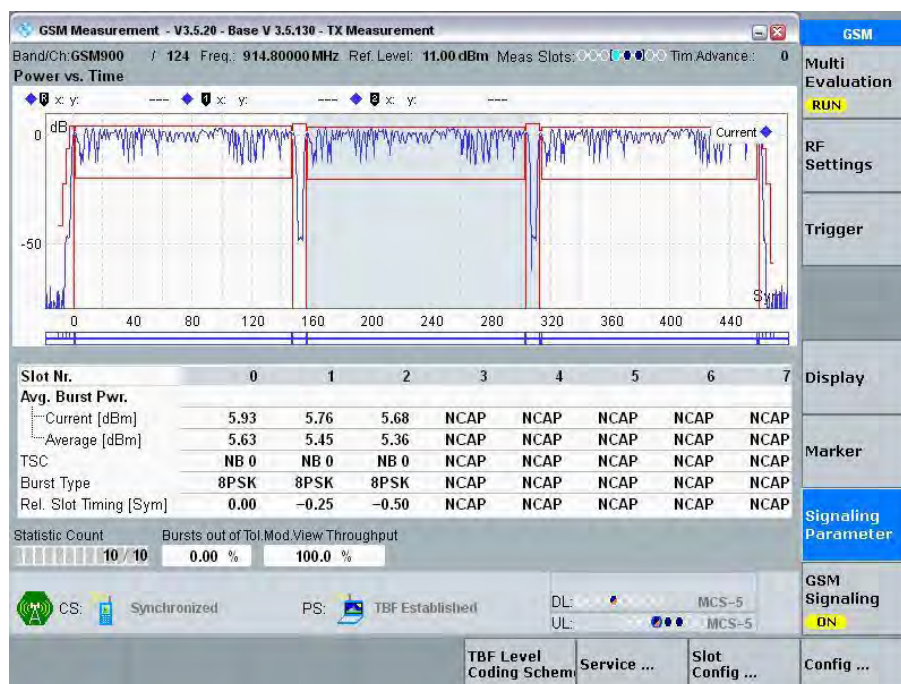 GSM Measurement - V3.5.20 - Base V 3.5.130 - TX Measurement
GSM
Band/Ch:GSM900 / 124 Freq.: 914.80000 MHz Ref. Level: 11.00 dBm Meas Slots: Tim.Advance.: 0
Power vs. Time
R x: y: --- 1 x: y: --- 2 x: y: ---
dB
Current
0
-50
Sym
0 40 80 120 160 200 240 280 320 360 400 440
Slot Nr. 0 1 2 3 4 5 6 7
Avg. Burst Pwr.
Current [dBm] 5.93 5.76 5.68 NCAP NCAP NCAP NCAP NCAP
Average [dBm] 5.63 5.45 5.36 NCAP NCAP NCAP NCAP NCAP
TSC NB 0 NB 0 NB 0 NCAP NCAP NCAP NCAP NCAP
Burst Type 8PSK 8PSK 8PSK NCAP NCAP NCAP NCAP NCAP
Rel. Slot Timing [Sym] 0.00 -0.25 -0.50 NCAP NCAP NCAP NCAP NCAP
Statistic Count Bursts out of Tol. Mod.View Throughput
10 / 10 0.00 % 100.0 %
CS: Synchronized PS: TBF Established
DL: MCS-5
UL: MCS-5
Multi
Evaluation
RUN
RF
Settings
Trigger
Display
Marker
Signaling
Parameter
GSM
Signaling
ON
TBF Level
Coding Schem
Service ...
Slot
Config ...
Config ...